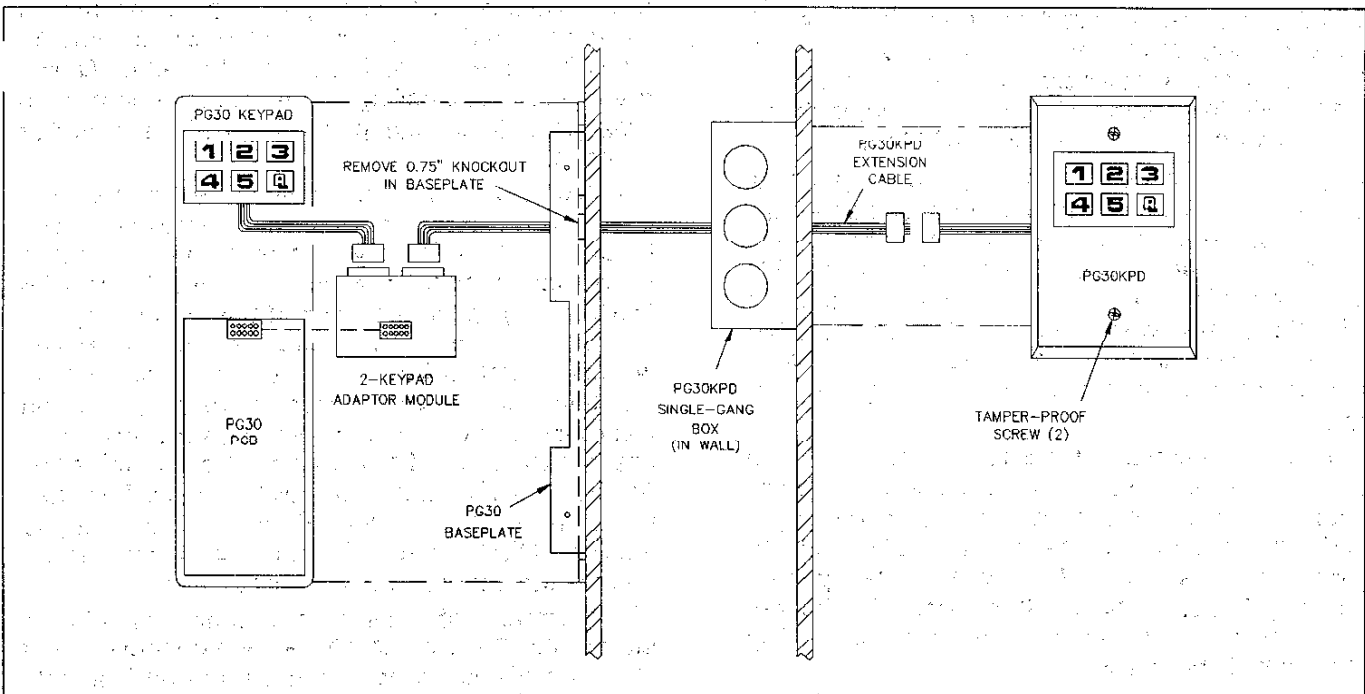 PG30 KEYPAD
1 2 3
4 5
REMOVE 0.75" KNOCKOUT
IN BASEPLATE
2-KEYPAD
ADAPTOR MODULE
PG30
PCB
PG30
BASEPLATE
PG30KPD
SINGLE-GANG
BOX
(IN WALL)
PG30KPD
EXTENSION
CABLE
1 2 3
4 5
PG30KPD
TAMPER-PROOF
SCREW (2)